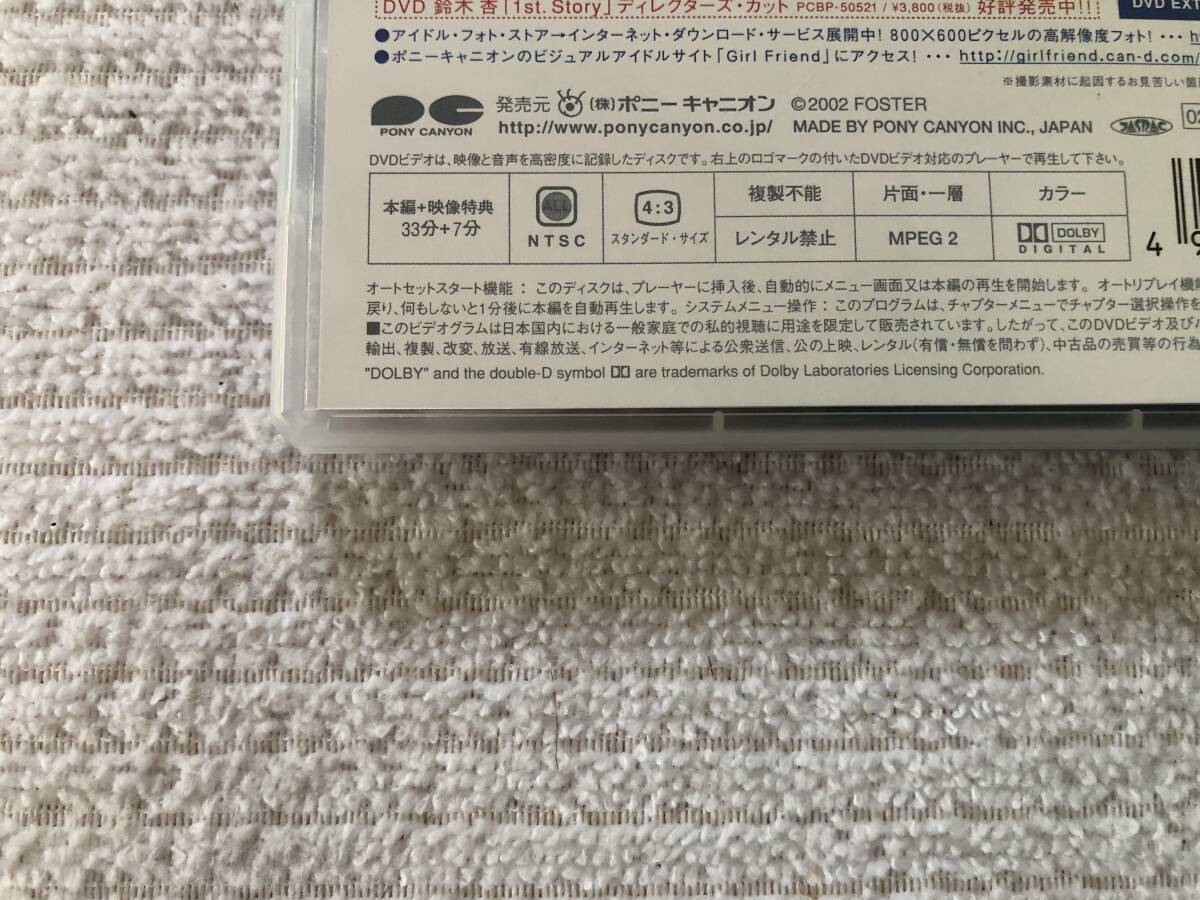 DVD 鈴木 杏「1st. Story」ディレクターズ・カット PCBP-50521 / ¥3,800(税抜) 好評発売中!!!
DVD EXT
●アイドル・フォト・ストア→インターネット・ダウンロード・サービス展開中! 800×600ピクセルの高解像度フォト! ・・・ h
●ポニーキャニオンのビジュアルアイドルサイト「Girl Friend」にアクセス! ・・・ http://girlfriend.can-d.com/
※撮影素材に起因するお見苦しい箇
PONY CANYON
発売元 (株)ポニーキャニオン ©2002 FOSTER
http://www.ponycanyon.co.jp/ MADE BY PONY CANYON INC., JAPAN
JASRAC
02
DVDビデオは、映像と音声を高密度に記録したディスクです。右上のロゴマークの付いたDVDビデオ対応のプレーヤーで再生して下さい。
本編+映像特典
33分+7分
ALL
NTSC
4:3
スタンダード・サイズ
複製不能
片面・一層
カラー
レンタル禁止
MPEG 2
DOLBY
DIGITAL
4 9
オートセットスタート機能 : このディスクは、プレーヤーに挿入後、自動的にメニュー画面又は本編の再生を開始します。 オートリプレイ機能
戻り、何もしないと1分後に本編を自動再生します。 システムメニュー操作 : このプログラムは、チャプターメニューでチャプター選択操作を
■このビデオグラムは日本国内における一般家庭での私的視聴に用途を限定して販売されています。したがって、このDVDビデオ及び
輸出、複製、改変、放送、有線放送、インターネット等による公衆送信、公の上映、レンタル(有償・無償を問わず)、中古品の売買等の行為
"DOLBY" and the double-D symbol are trademarks of Dolby Laboratories Licensing Corporation.